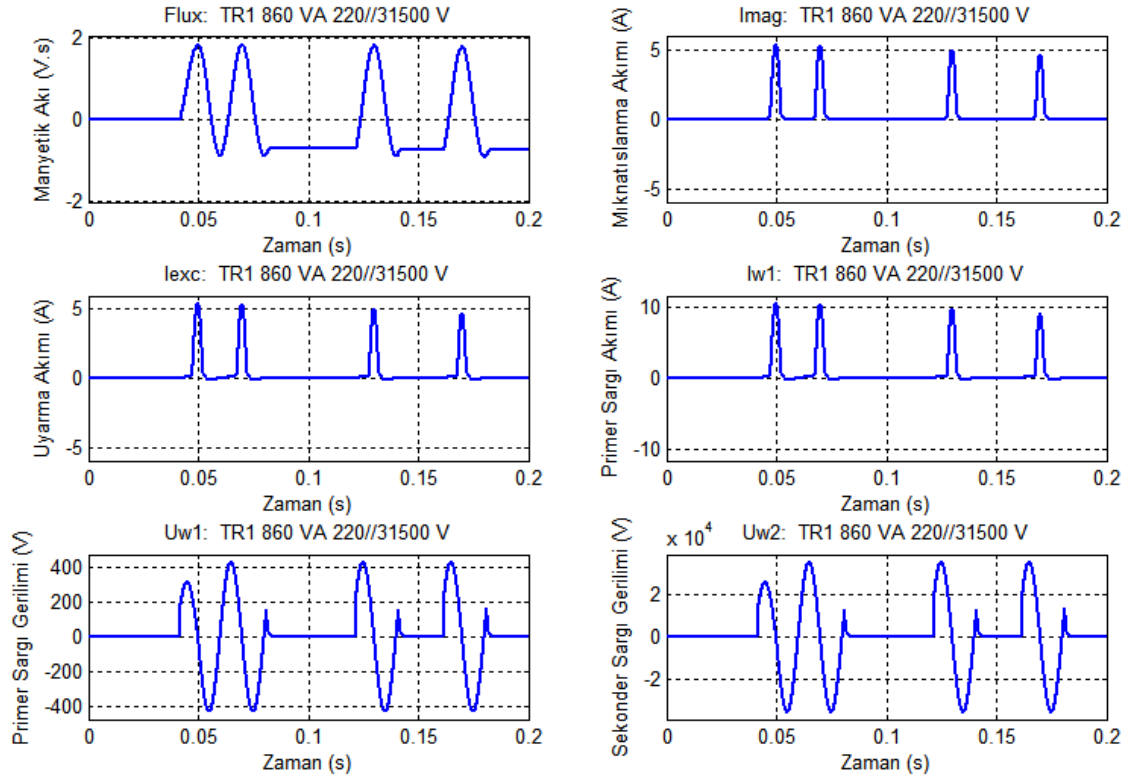 Flux: TR1 860 VA 220//31500 V
Manyetik Akı (V.s)
2
0
-2
0 0.05 0.1 0.15 0.2
Zaman (s)
Imag: TR1 860 VA 220//31500 V
Mıknatıslanma Akımı (A)
5
0
-5
0 0.05 0.1 0.15 0.2
Zaman (s)
Iexc: TR1 860 VA 220//31500 V
Uyarma Akımı (A)
5
0
-5
0 0.05 0.1 0.15 0.2
Zaman (s)
Iw1: TR1 860 VA 220//31500 V
Primer Sargı Akımı (A)
10
0
-10
0 0.05 0.1 0.15 0.2
Zaman (s)
Uw1: TR1 860 VA 220//31500 V
Primer Sargı Gerilimi (V)
400
200
0
-200
-400
0 0.05 0.1 0.15 0.2
Zaman (s)
x 10^4 Uw2: TR1 860 VA 220//31500 V
Sekonder Sargı Gerilimi (V)
2
0
-2
0 0.05 0.1 0.15 0.2
Zaman (s)